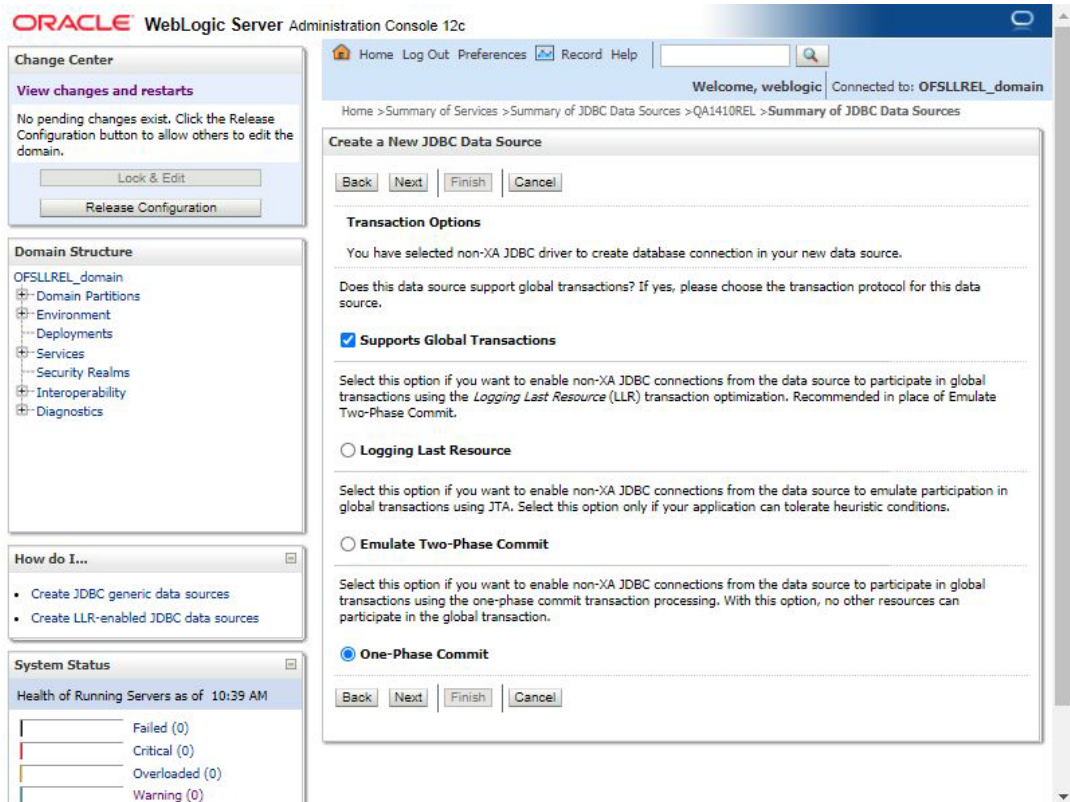 ORACLE WebLogic Server Administration Console 12c
Change Center
View changes and restarts
No pending changes exist. Click the Release
Configuration button to allow others to edit the
domain.
Lock & Edit
Release Configuration
Domain Structure
OFSLLREL_domain
Domain Partitions
Environment
Deployments
Services
Security Realms
Interoperability
Diagnostics
How do I...
Create JDBC generic data sources
Create LLR-enabled JDBC data sources
System Status
Health of Running Servers as of 10:39 AM
Failed (0)
Critical (0)
Overloaded (0)
Warning (0)
Home Log Out Preferences Record Help
Welcome, weblogic Connected to: OFSLLREL_domain
Home >Summary of Services >Summary of JDBC Data Sources >QA1410REL >Summary of JDBC Data Sources
Create a New JDBC Data Source
Back Next Finish Cancel
Transaction Options
You have selected non-XA JDBC driver to create database connection in your new data source.
Does this data source support global transactions? If yes, please choose the transaction protocol for this data
source.
Supports Global Transactions
Select this option if you want to enable non-XA JDBC connections from the data source to participate in global
transactions using the Logging Last Resource (LLR) transaction optimization. Recommended in place of Emulate
Two-Phase Commit.
Logging Last Resource
Select this option if you want to enable non-XA JDBC connections from the data source to emulate participation in
global transactions using JTA. Select this option only if your application can tolerate heuristic conditions.
Emulate Two-Phase Commit
Select this option if you want to enable non-XA JDBC connections from the data source to participate in global
transactions using the one-phase commit transaction processing. With this option, no other resources can
participate in the global transaction.
One-Phase Commit
Back Next Finish Cancel